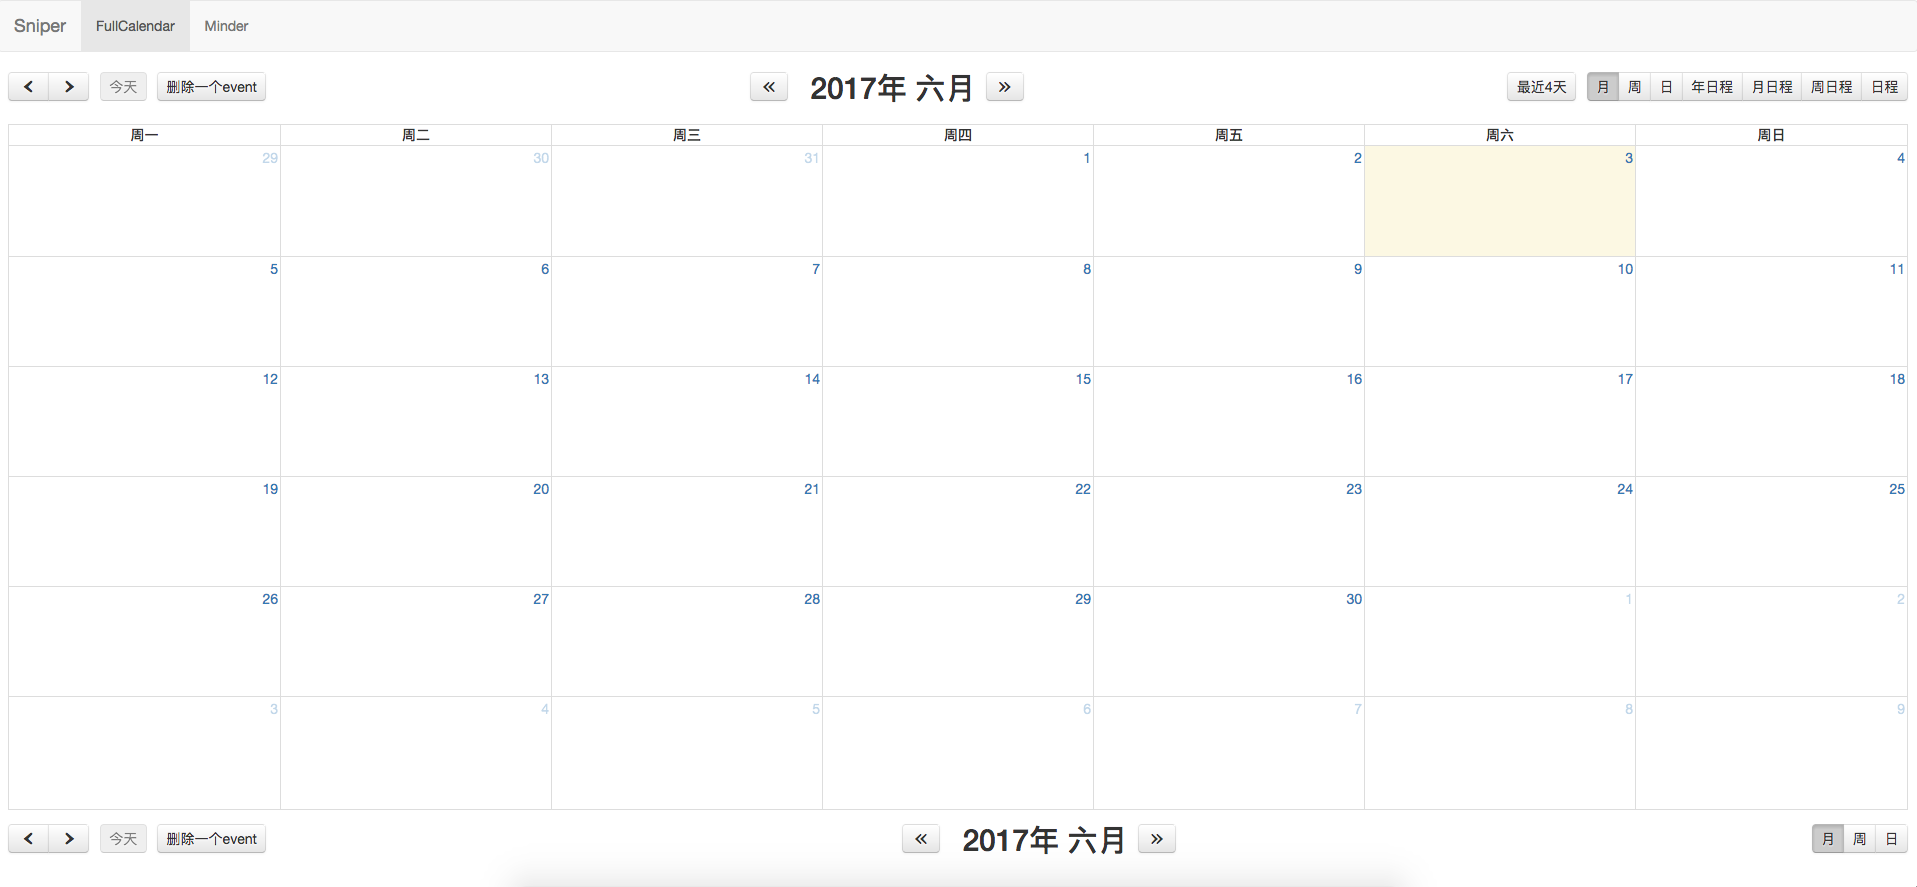 Sniper FullCalendar Minder
今天 删除一个event « 2017年 六月 » 最近4天 月 周 日 年日程 月日程 周日程 日程
周一 周二 周三 周四 周五 周六 周日
29 30 31 1 2 3 4
5 6 7 8 9 10 11
12 13 14 15 16 17 18
19 20 21 22 23 24 25
26 27 28 29 30 1 2
3 4 5 6 7 8 9
今天 删除一个event « 2017年 六月 » 月 周 日